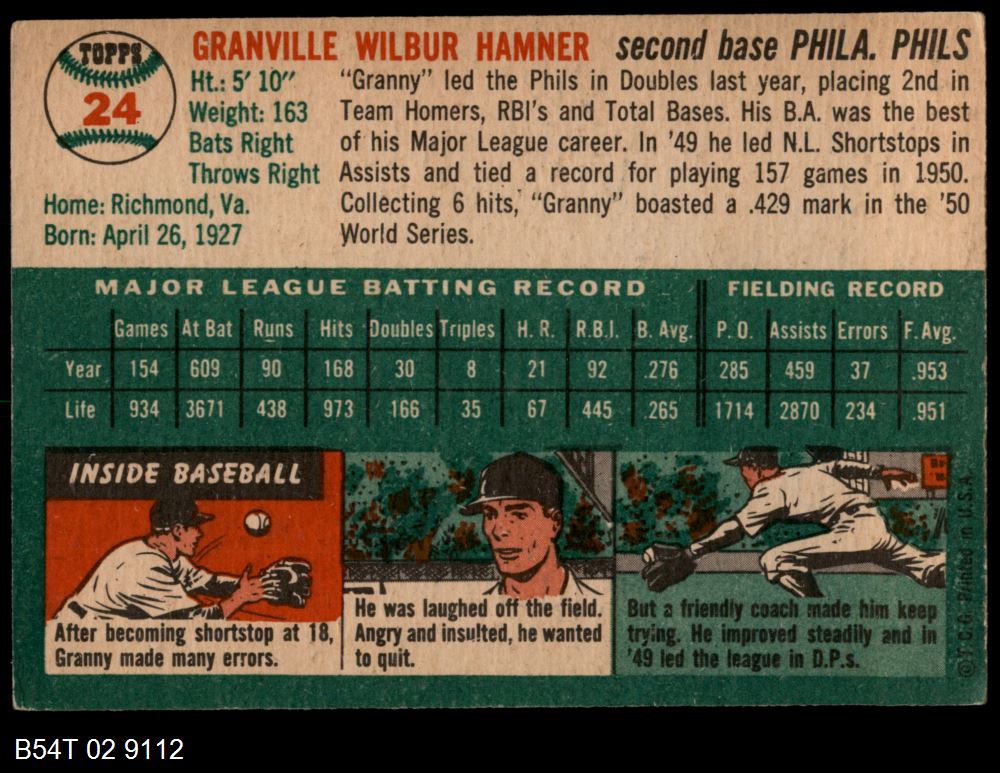 TOPPS
24
GRANVILLE WILBUR HAMNER second base PHILA. PHILS
Ht.: 5' 10"
Weight: 163
Bats Right
Throws Right
Home: Richmond, Va.
Born: April 26, 1927
"Granny" led the Phils in Doubles last year, placing 2nd in
Team Homers, RBI's and Total Bases. His B.A. was the best
of his Major League career. In '49 he led N.L. Shortstops in
Assists and tied a record for playing 157 games in 1950.
Collecting 6 hits, "Granny" boasted a .429 mark in the '50
World Series.
MAJOR LEAGUE BATTING RECORD FIELDING RECORD
Games At Bat Runs Hits Doubles Triples H. R. R.B.I. B. Avg. P. O. Assists Errors F. Avg.
Year 154 609 90 168 30 8 21 92 .276 285 459 37 .953
Life 934 3671 438 973 166 35 67 445 .265 1714 2870 234 .951
INSIDE BASEBALL
After becoming shortstop at 18,
Granny made many errors.
He was laughed off the field.
Angry and insulted, he wanted
to quit.
But a friendly coach made him keep
trying. He improved steadily and in
'49 led the league in D.P.s.
© T.C.G. Printed in U.S.A.
B54T 02 9112